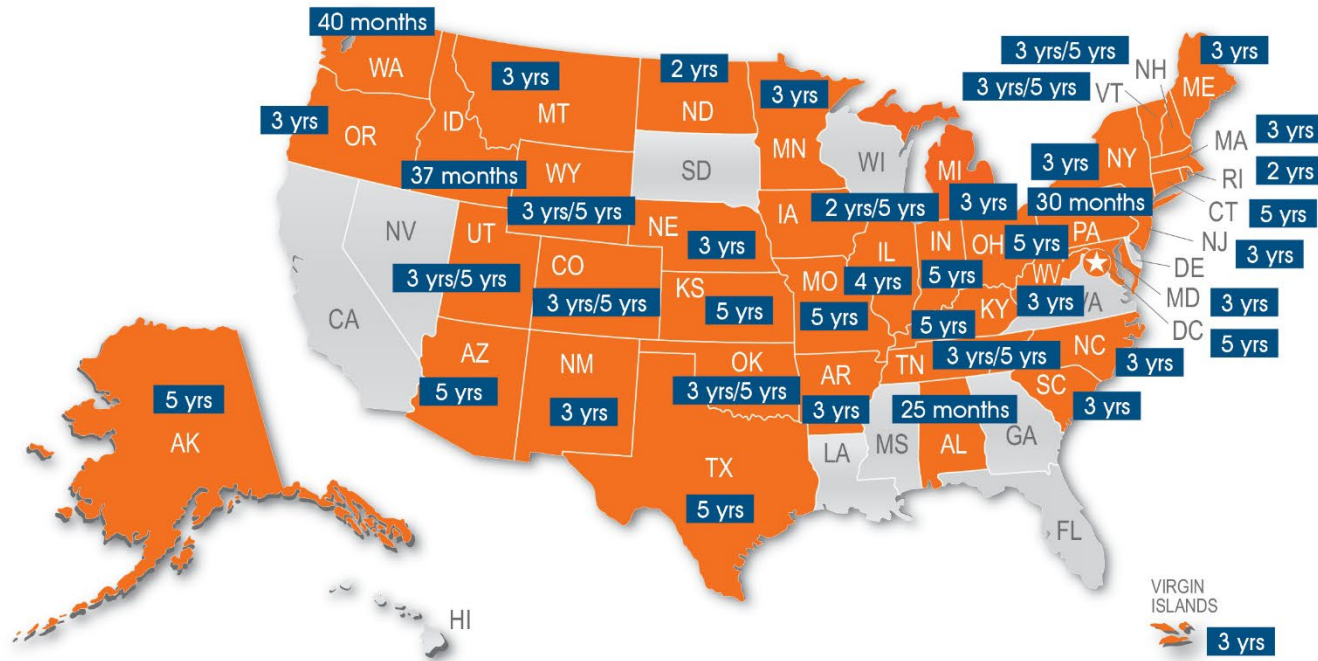 40 months
WA
3 yrs
OR
ID
37 months
3 yrs
MT
2 yrs
ND
3 yrs
MN
SD
WI
WY
3 yrs/5 yrs
NV
CA
UT
3 yrs/5 yrs
CO
3 yrs/5 yrs
NE
3 yrs
KS
5 yrs
IA
2 yrs/5 yrs
MO
5 yrs
IL
4 yrs
MI
3 yrs
IN
5 yrs
OH
5 yrs
KY
5 yrs
WV
3 yrs
VA
PA
30 months
NY
3 yrs
3 yrs/5 yrs
NH
3 yrs/5 yrs
VT
3 yrs
ME
MA
3 yrs
RI
2 yrs
CT
5 yrs
NJ
3 yrs
DE
MD
3 yrs
DC
5 yrs
AZ
5 yrs
NM
3 yrs
OK
3 yrs/5 yrs
AR
3 yrs
TN
3 yrs/5 yrs
NC
3 yrs
SC
3 yrs
25 months
AL
MS
GA
LA
FL
TX
5 yrs
5 yrs
AK
HI
VIRGIN
ISLANDS
3 yrs